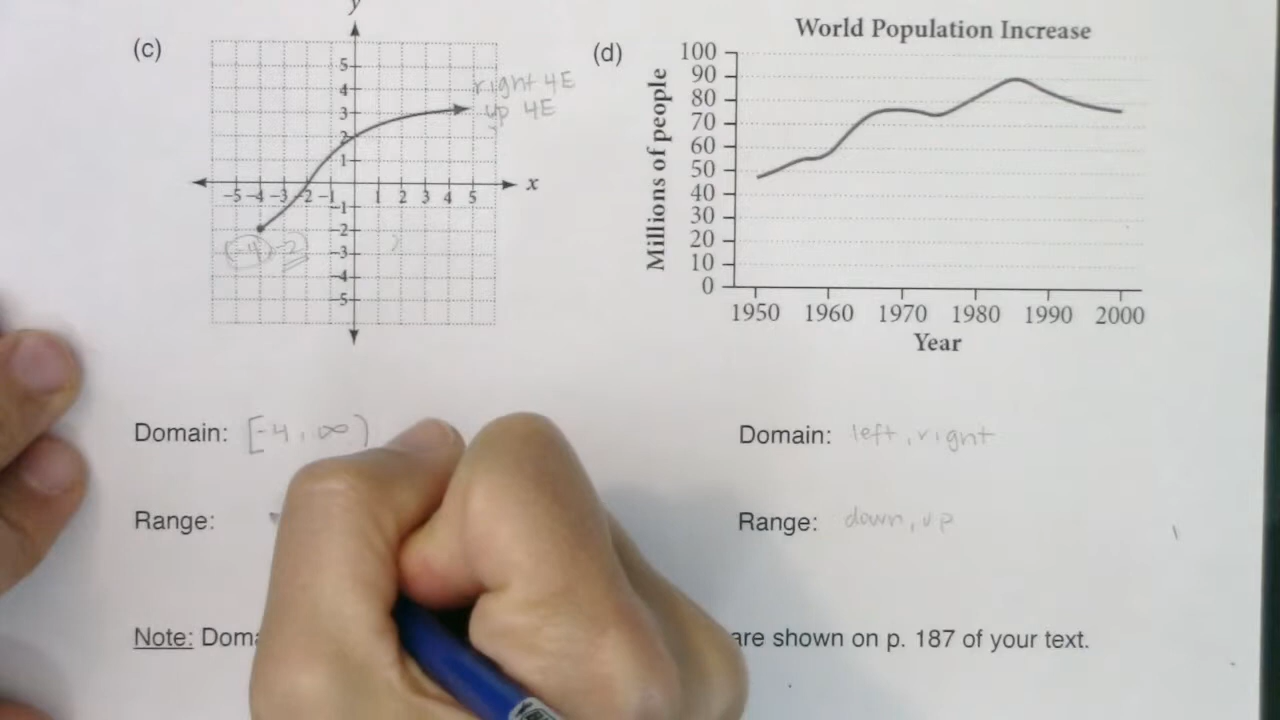 y
(c)
5
4
3
2
1
-5 -4 -3 -2 -1 1 2 3 4 5
x
-1
-2
-3
-4
-5
right 4E
up 4E
(-4, -2
(d)
World Population Increase
Millions of people
100
90
80
70
60
50
40
30
20
10
0
1950 1960 1970 1980 1990 2000
Year
Domain: [-4, ∞)
Domain: left, right
Range:
Range: down, up
Note: Doma
are shown on p. 187 of your text.